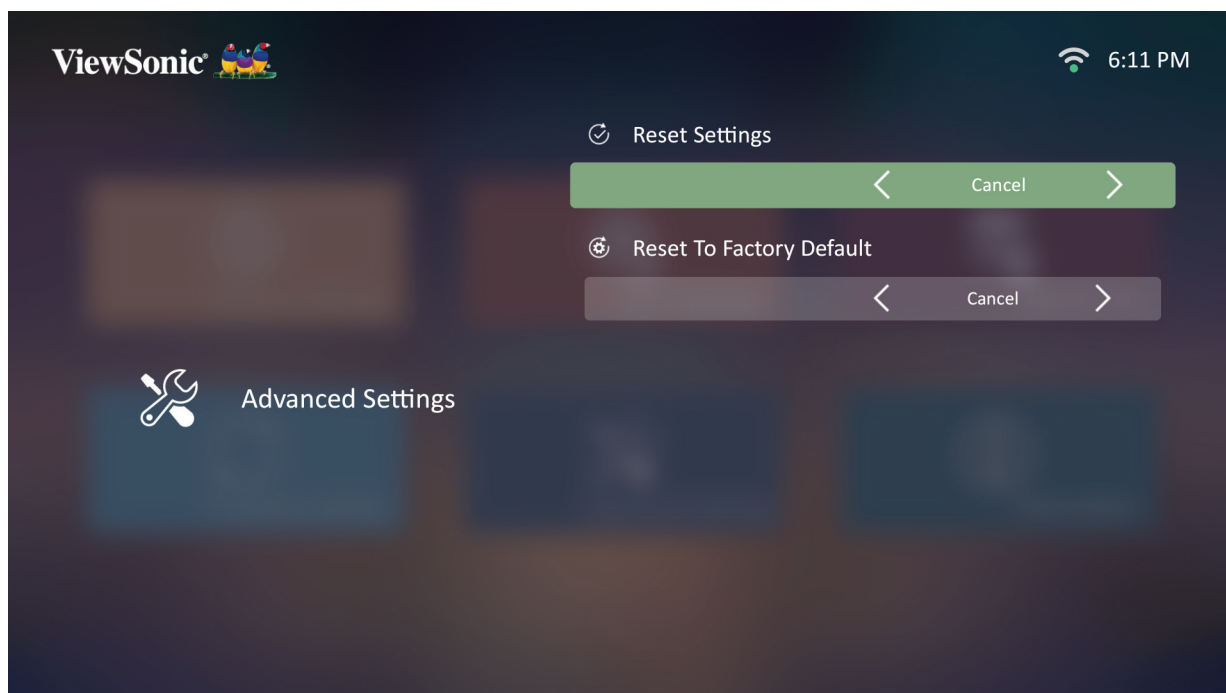 ViewSonic®
6:11 PM
Reset Settings
Cancel
Reset To Factory Default
Cancel
Advanced Settings